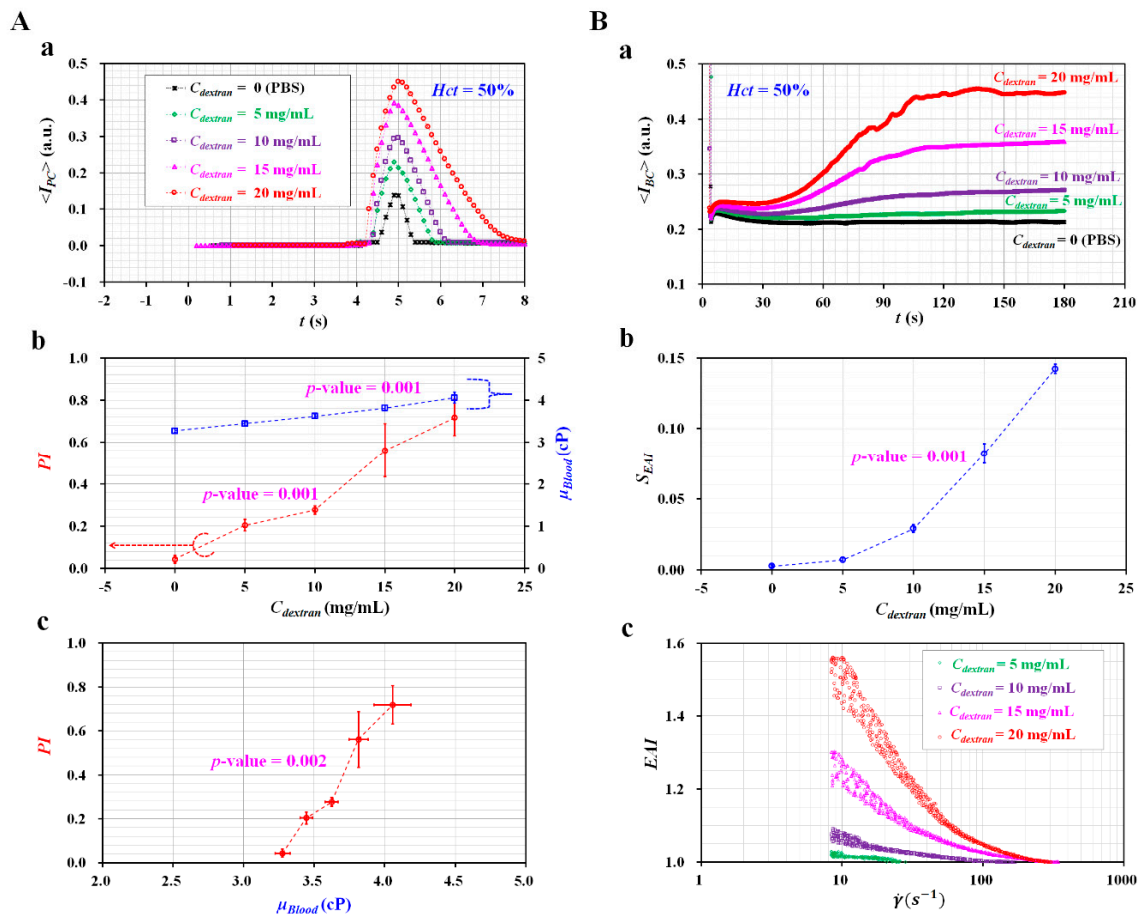 A
a
<I_PC> (a.u.)
0.5
0.4
0.3
0.2
0.1
0.0
-0.1
C_dextran = 0 (PBS)
C_dextran = 5 mg/mL
C_dextran = 10 mg/mL
C_dextran = 15 mg/mL
C_dextran = 20 mg/mL
Hct = 50%
-2 -1 0 1 2 3 4 5 6 7 8
t (s)
b
PI
1.0
0.8
0.6
0.4
0.2
0.0
p-value = 0.001
p-value = 0.001
5
4
3
2
1
0
μ_Blood (cP)
-5 0 5 10 15 20 25
C_dextran (mg/mL)
c
PI
1.0
0.8
0.6
0.4
0.2
0.0
p-value = 0.002
2.0 2.5 3.0 3.5 4.0 4.5 5.0
μ_Blood (cP)
B
a
<I_BC> (a.u.)
0.5
0.4
0.3
0.2
0.1
Hct = 50%
C_dextran = 20 mg/mL
C_dextran = 15 mg/mL
C_dextran = 10 mg/mL
C_dextran = 5 mg/mL
C_dextran = 0 (PBS)
0 30 60 90 120 150 180 210
t (s)
b
S_EAI
0.15
0.10
0.05
0.00
p-value = 0.001
-5 0 5 10 15 20 25
C_dextran (mg/mL)
c
EAI
1.6
1.4
1.2
1.0
C_dextran = 5 mg/mL
C_dextran = 10 mg/mL
C_dextran = 15 mg/mL
C_dextran = 20 mg/mL
1 10 100 1000
γ̇ (s⁻¹)